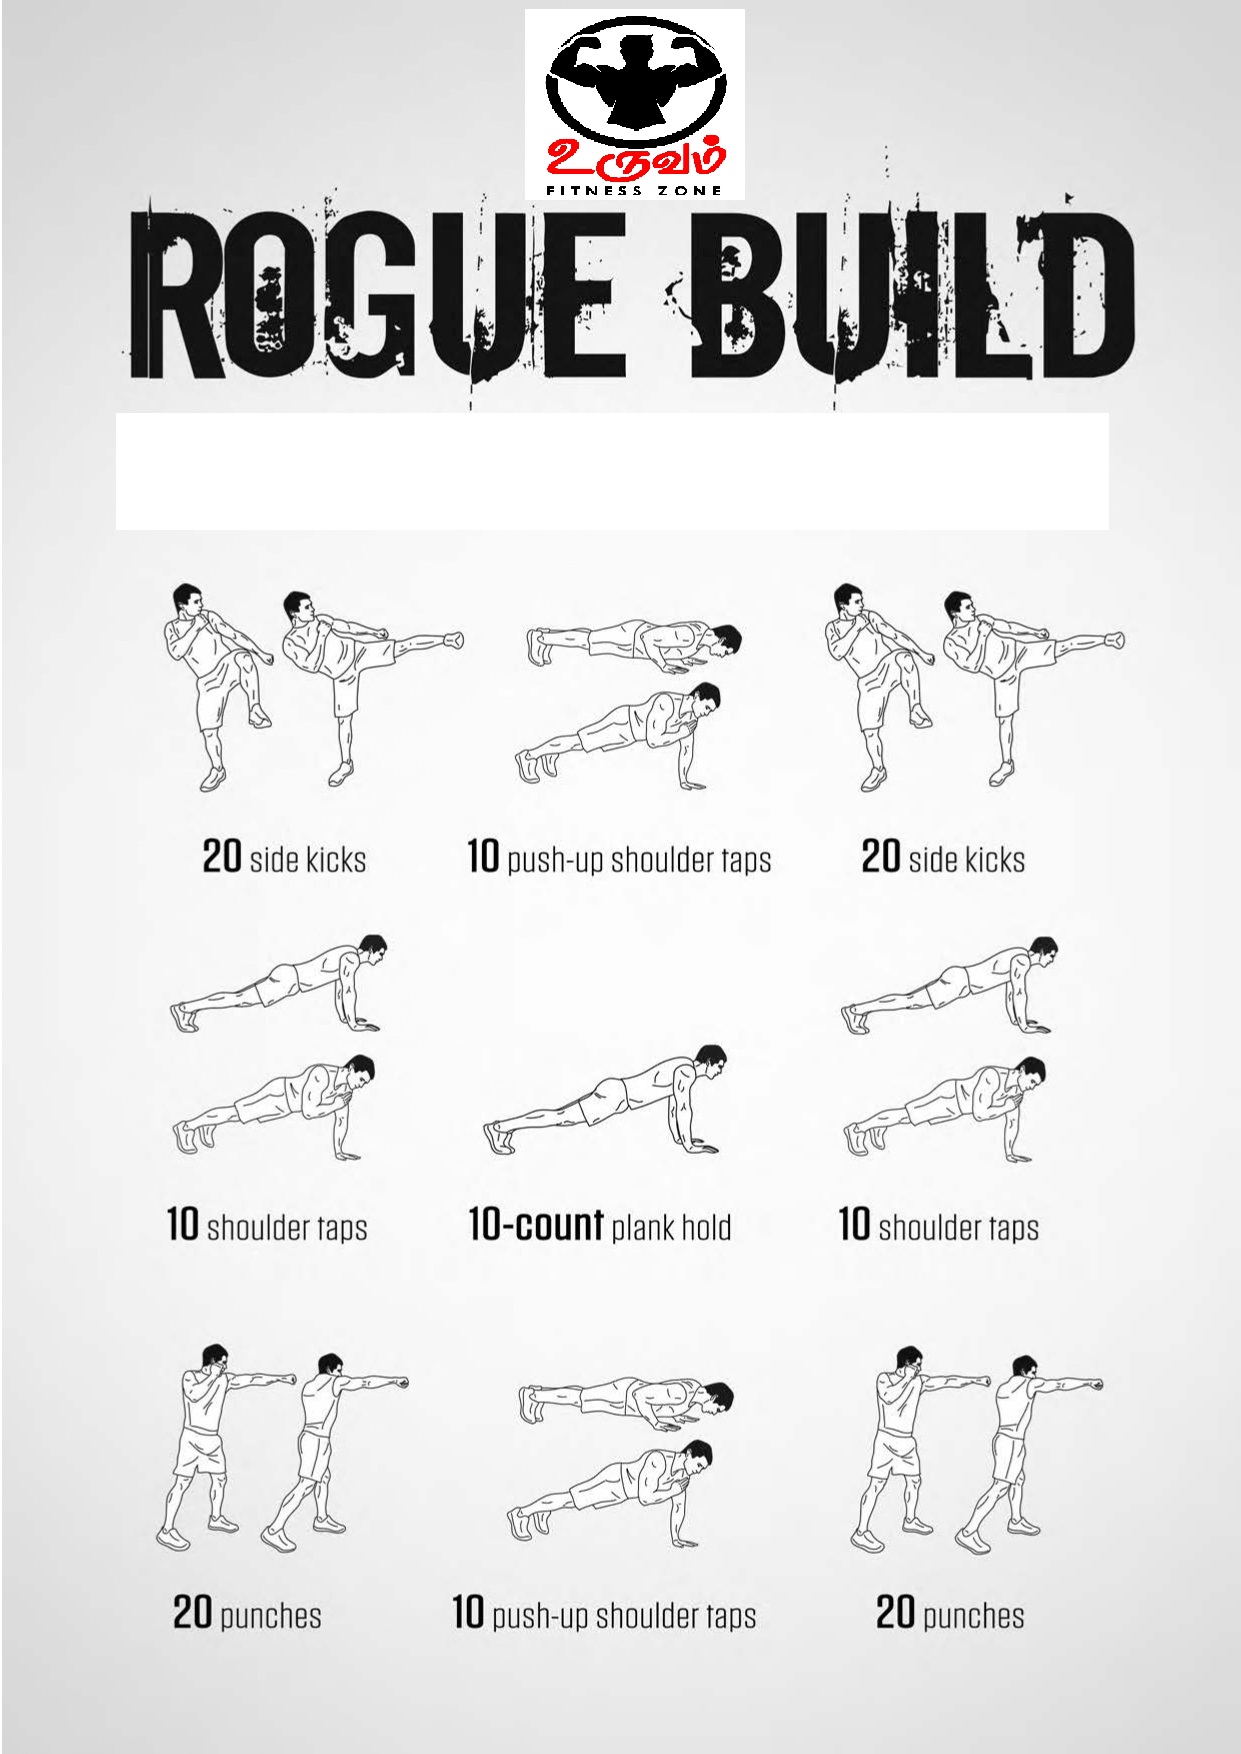 உருவம்
FITNESS ZONE
ROGUE BUILD
20 side kicks
10 push-up shoulder taps
20 side kicks
10 shoulder taps
10-count plank hold
10 shoulder taps
20 punches
10 push-up shoulder taps
20 punches